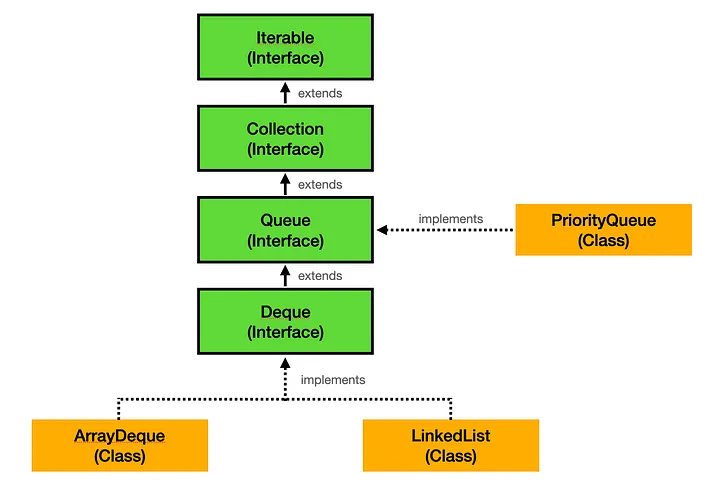 Iterable
(Interface)
extends
Collection
(Interface)
extends
Queue
(Interface)
implements
PriorityQueue
(Class)
extends
Deque
(Interface)
implements
ArrayDeque
(Class)
LinkedList
(Class)